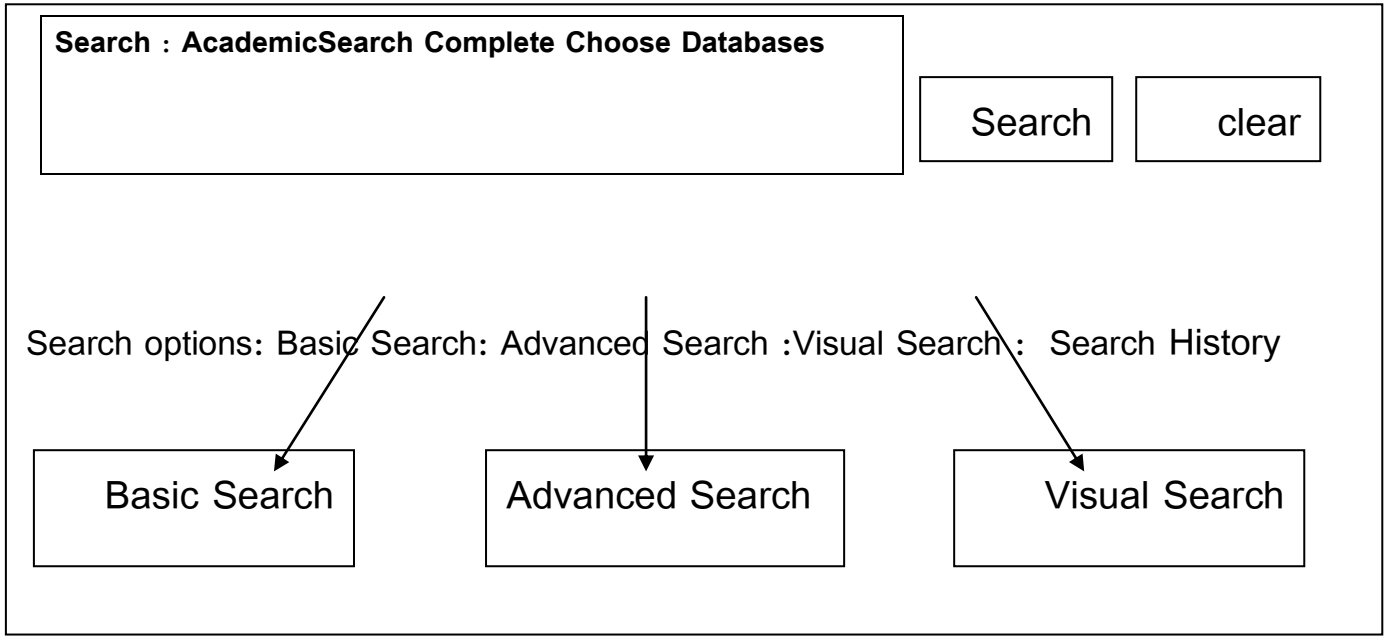 Search : AcademicSearch Complete Choose Databases
Search
clear
Search options: Basic Search: Advanced Search :Visual Search : Search History
Basic Search
Advanced Search
Visual Search